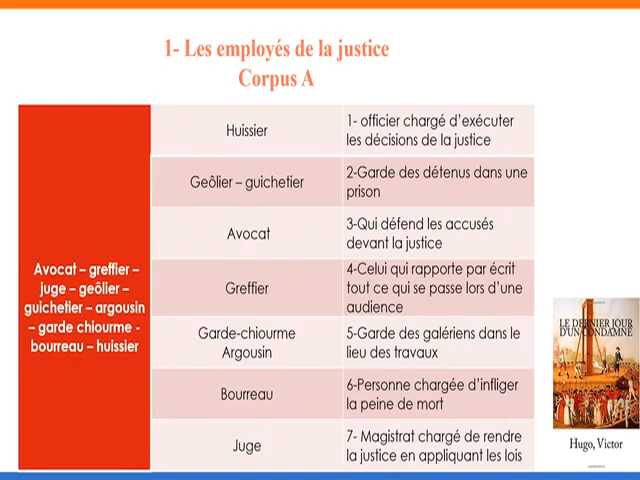 1- Les employés de la justice
Corpus A
Avocat – greffier –
juge – geôlier –
guichetier – argousin
– garde chiourme -
bourreau – huissier
Huissier
1- officier chargé d'exécuter
les décisions de la justice
Geôlier – guichetier
2-Garde des détenus dans une
prison
Avocat
3-Qui défend les accusés
devant la justice
Greffier
4-Celui qui rapporte par écrit
tout ce qui se passe lors d'une
audience
Garde-chiourme
Argousin
5-Garde des galériens dans le
lieu des travaux
Bourreau
6-Personne chargée d'infliger
la peine de mort
Juge
7- Magistrat chargé de rendre
la justice en appliquant les lois
LE DERNIER JOUR
D'UN CONDAMNÉ
Hugo, Victor